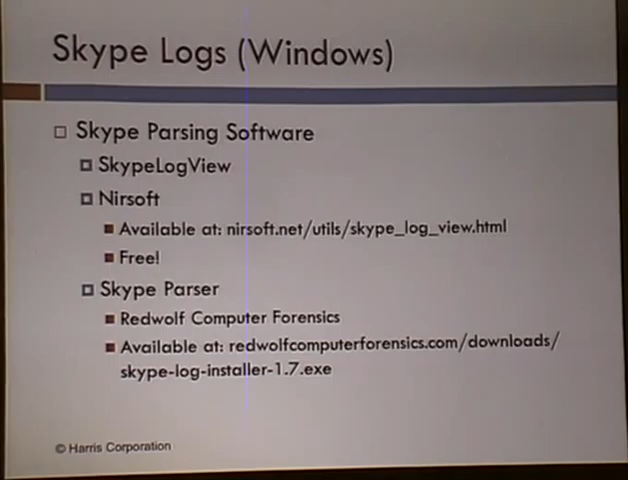 Skype Logs (Windows)
Skype Parsing Software
SkypeLogView
Nirsoft
Available at: nirsoft.net/utils/skype_log_view.html
Free!
Skype Parser
Redwolf Computer Forensics
Available at: redwolfcomputerforensics.com/downloads/
skype-log-installer-1.7.exe
© Harris Corporation